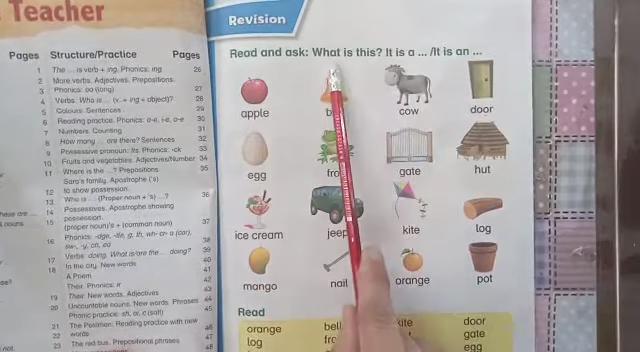 Teacher
Pages Structure/Practice Pages
1 The ... is verb + ing. Phonics: ing 26
2 More verbs. Adjectives. Prepositions.
3 Phonics: oo (long) 27
4 Verbs: Who is ... (v. + ing + object)? 28
5 Colours. Sentences 29
6 Reading practice. Phonics: a-e, i-e, o-e 30
7 Numbers. Counting 31
8 How many ... are there? Sentences 32
9 Possessive pronoun: Its. Phonics: -ck 33
10 Fruits and vegetables. Adjectives/Number 34
11 Where is the ...? Prepositions 35
Sara's family. Apostrophe ('s)
12 to show possession.
13 Who is ... (Proper noun + 's) ...? 36
14 Possessives. Apostrophe showing
possession.
15 (proper noun)'s + (common noun) 37
16
38
17 Verbs: doing. What is/are the ... doing? 39
18 In the city. New words 40
A Poem 41
Their. Phonics: ir 42
19 Their. New words. Adjectives 43
20 Uncountable nouns. New words. Phrases 44
Phonic practice: sh, or, c (soft) 45
21 The Postman: Reading practice with new 46
22 words 47
23 The red bus. Prepositional phrases 48
Revision
Read and ask: What is this? It is a ... /It is an ...
apple
cow
door
egg
gate
hut
ice cream
jeep
kite
log
mango
nail
orange
pot
Read
orange bell kite door
log gate
egg